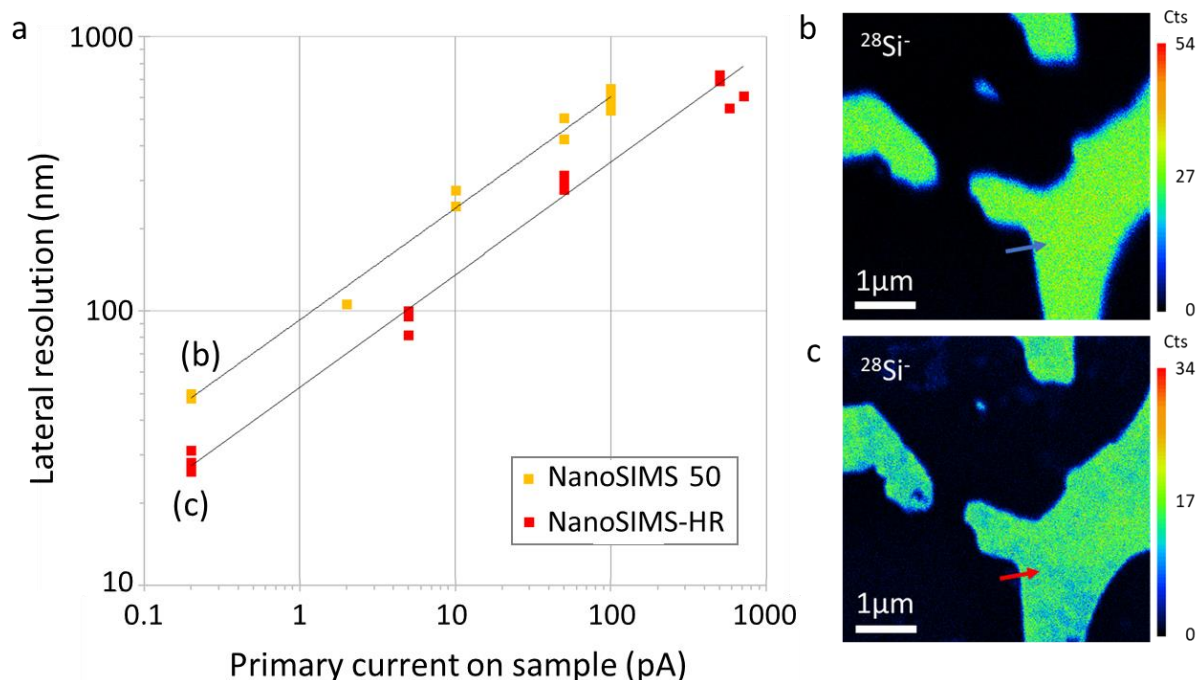 a
1000
100
10
0.1
1
10
100
1000
Lateral resolution (nm)
Primary current on sample (pA)
(b)
(c)
NanoSIMS 50
NanoSIMS-HR
b
²⁸Si⁻
1µm
Cts
54
27
0
c
²⁸Si⁻
1µm
Cts
34
17
0